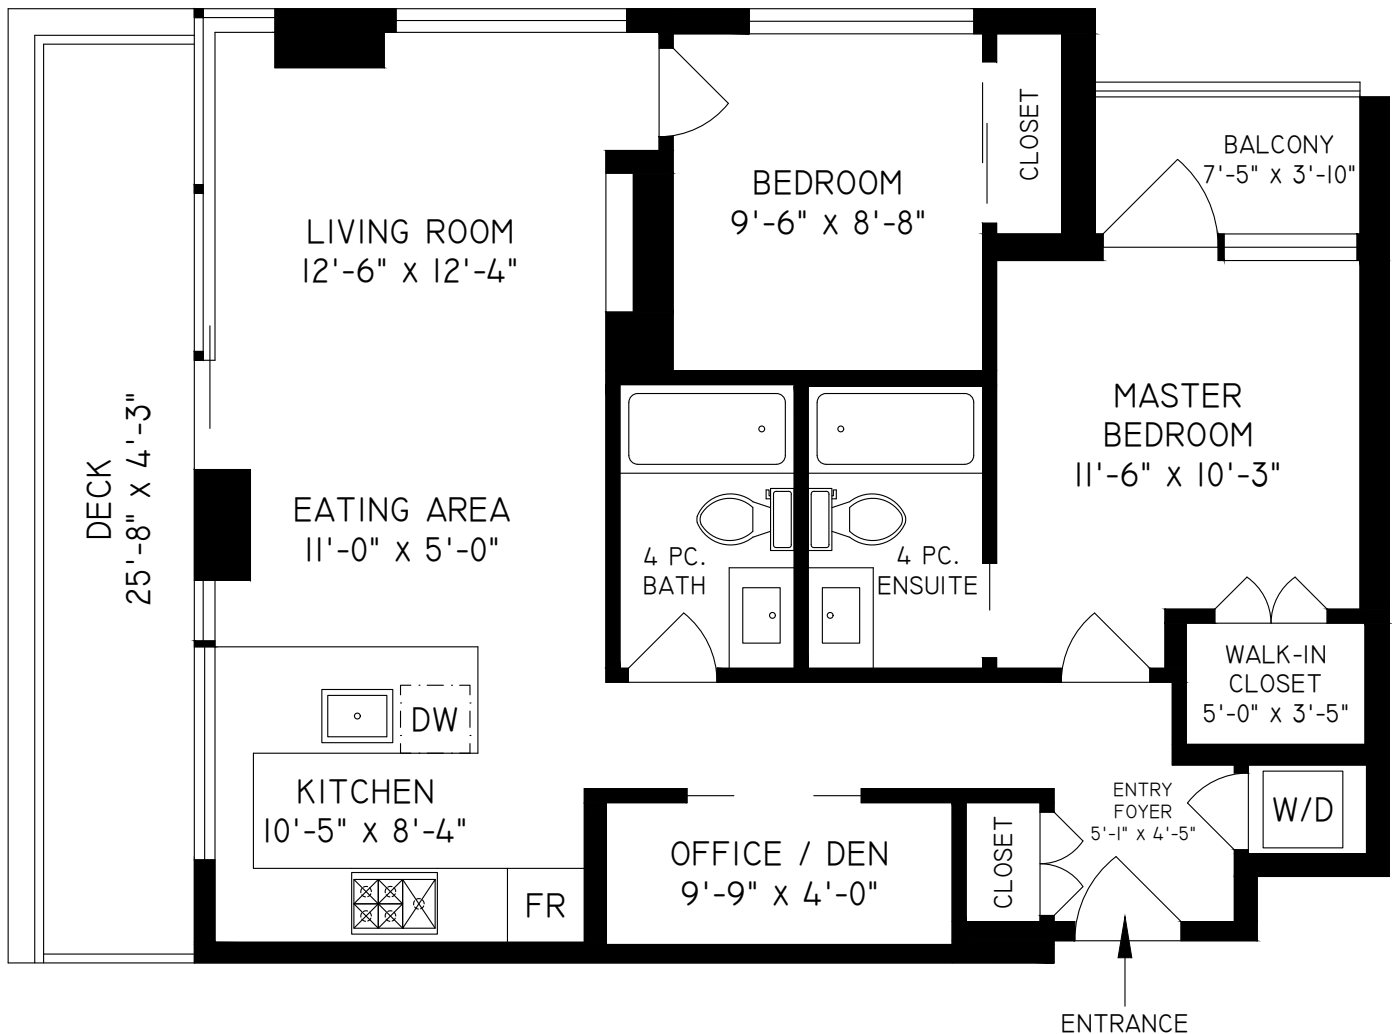 BALCONY
7'-5" X 3'-10"
CLOSET
BEDROOM
9'-6" X 8'-8"
LIVING ROOM
12'-6" X 12'-4"
MASTER
BEDROOM
11'-6" X 10'-3"
DECK
25'-8" X 4'-3"
EATING AREA
11'-0" X 5'-0"
4 PC.
BATH
4 PC.
ENSUITE
WALK-IN
CLOSET
5'-0" X 3'-5"
DW
KITCHEN
10'-5" X 8'-4"
ENTRY
FOYER
5'-1" X 4'-5"
W/D
OFFICE / DEN
9'-9" X 4'-0"
CLOSET
FR
ENTRANCE